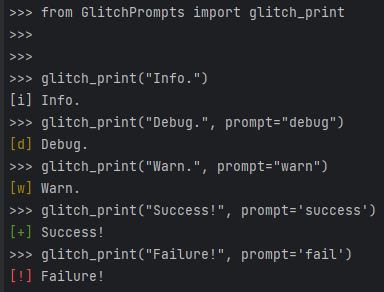 >>> from GlitchPrompts import glitch_print
>>>
>>>
>>> glitch_print("Info.")
[i] Info.
>>> glitch_print("Debug.", prompt="debug")
[d] Debug.
>>> glitch_print("Warn.", prompt="warn")
[w] Warn.
>>> glitch_print("Success!", prompt='success')
[+] Success!
>>> glitch_print("Failure!", prompt='fail')
[!] Failure!